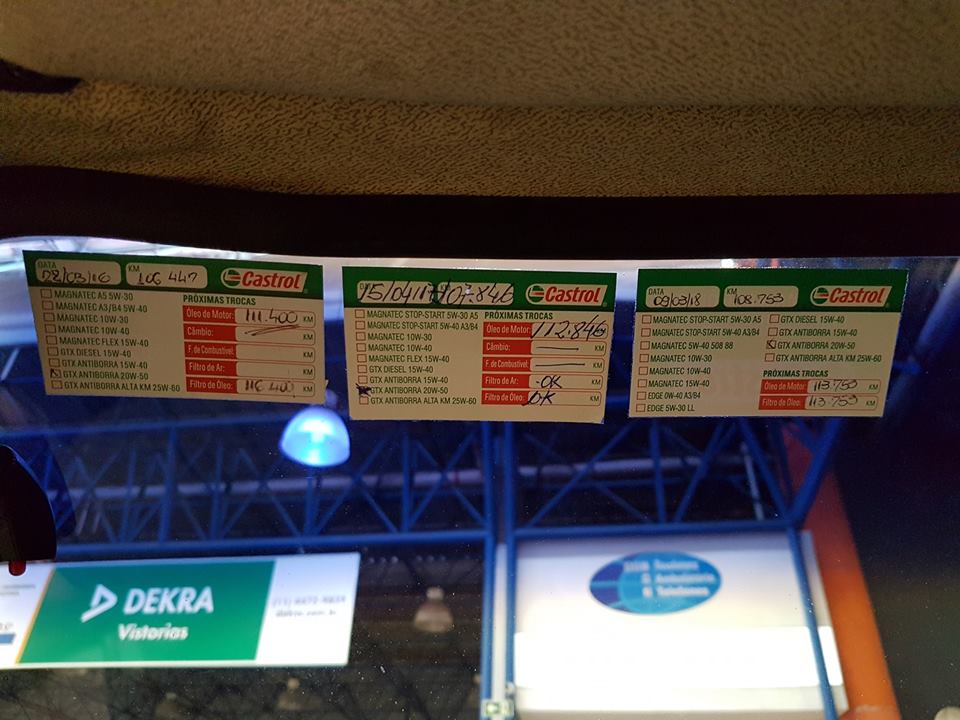 DATA 22/03/16 KM 106 447 Castrol
MAGNATEC A5 5W-30
MAGNATEC A3/B4 5W-40
MAGNATEC 10W-30
MAGNATEC 10W-40
MAGNATEC FLEX 15W-40
GTX DIESEL 15W-40
GTX ANTIBORRA 15W-40
GTX ANTIBORRA 20W-50
GTX ANTIBORRA ALTA KM 25W-60
PRÓXIMAS TROCAS
Óleo de Motor: 111.400 KM
Câmbio: KM
F. de Combustível: KM
Filtro de Ar: KM
Filtro de Óleo: 116.400 KM
15/04/17 107.846 Castrol
MAGNATEC STOP-START 5W-30 A5
MAGNATEC STOP-START 5W-40 A3/B4
MAGNATEC 10W-30
MAGNATEC 10W-40
MAGNATEC FLEX 15W-40
GTX DIESEL 15W-40
GTX ANTIBORRA 15W-40
GTX ANTIBORRA 20W-50
GTX ANTIBORRA ALTA KM 25W-60
PRÓXIMAS TROCAS
Óleo de Motor: 112.846 KM
Câmbio: KM
F. de Combustível: KM
Filtro de Ar: OK KM
Filtro de Óleo: OK KM
DATA 09/03/18 KM 108.753 Castrol
MAGNATEC STOP-START 5W-30 A5
MAGNATEC STOP-START 5W-40 A3/B4
MAGNATEC 5W-40 508 88
MAGNATEC 10W-30
MAGNATEC 10W-40
MAGNATEC 15W-40
EDGE 0W-40 A3/B4
EDGE 5W-30 LL
GTX DIESEL 15W-40
GTX ANTIBORRA 15W-40
GTX ANTIBORRA 20W-50
GTX ANTIBORRA ALTA KM 25W-60
PRÓXIMAS TROCAS
Óleo de Motor: 113.753 KM
Filtro de Óleo: 113.753 KM
DEKRA
Vistorias